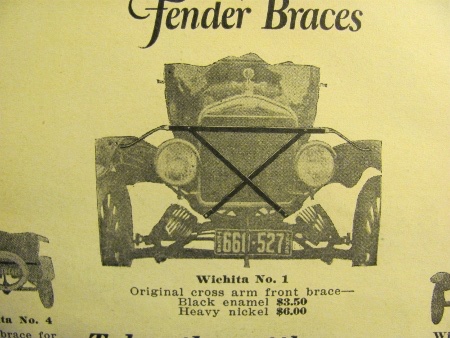 Fender Braces
661-527
Wichita No. 1
Original cross arm front brace—
Black enamel $3.50
Heavy nickel $6.00
ta No. 4
brace for
Wi